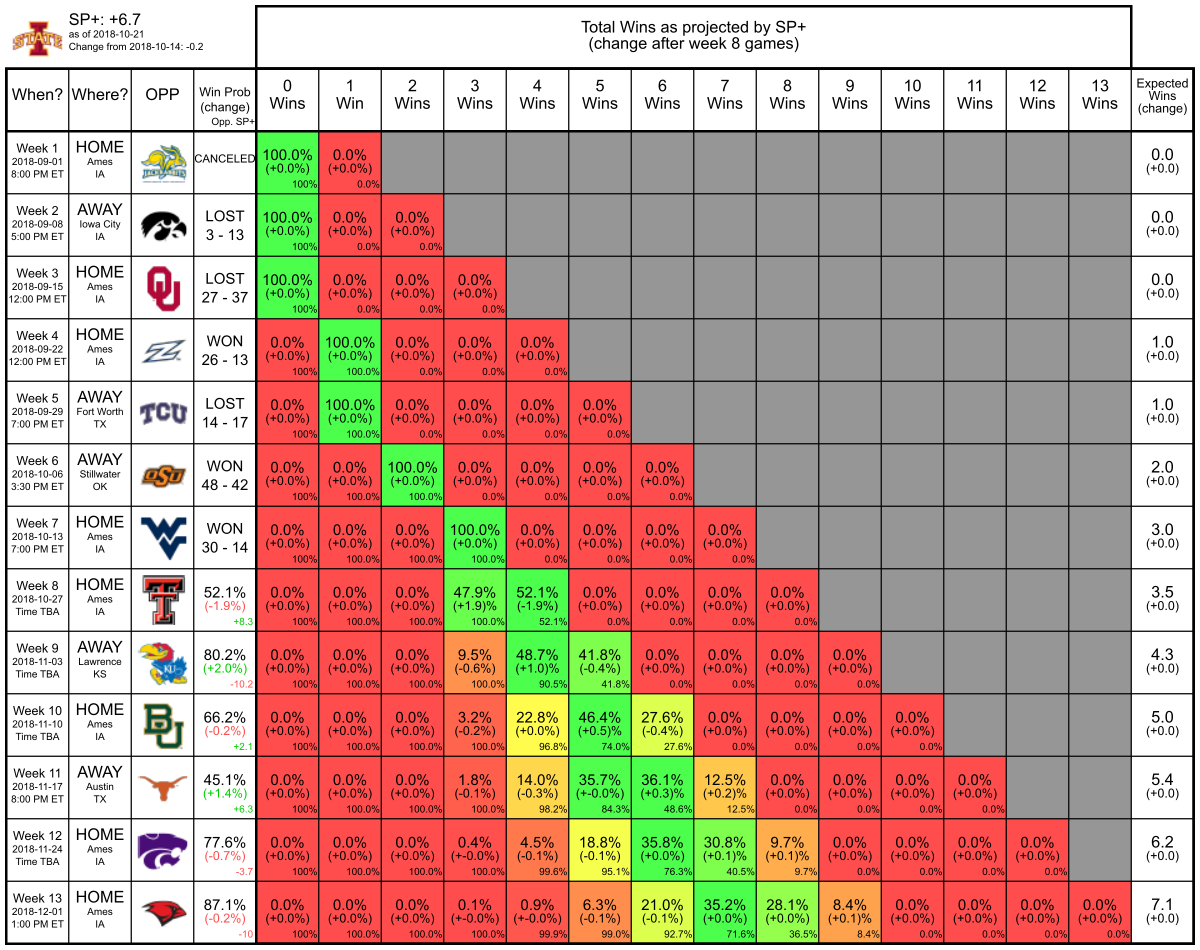 STATE
SP+: +6.7
as of 2018-10-21
Change from 2018-10-14: -0.2
Total Wins as projected by SP+
(change after week 8 games)
When? Where? OPP Win Prob (change) Opp. SP+ 0 Wins 1 Win 2 Wins 3 Wins 4 Wins 5 Wins 6 Wins 7 Wins 8 Wins 9 Wins 10 Wins 11 Wins 12 Wins 13 Wins Expected Wins (change)
Week 1 HOME 100.0% 0.0% 0.0
2018-09-01 Ames JACKRABBITS CANCELED (+0.0%) (+0.0%) (+0.0)
8:00 PM ET IA 100% 0.0%
Week 2 AWAY LOST 100.0% 0.0% 0.0% 0.0
2018-09-08 Iowa City 3 - 13 (+0.0%) (+0.0%) (+0.0%) (+0.0)
5:00 PM ET IA 100% 0.0% 0.0%
Week 3 HOME OU LOST 100.0% 0.0% 0.0% 0.0% 0.0
2018-09-15 Ames 27 - 37 (+0.0%) (+0.0%) (+0.0%) (+0.0%) (+0.0)
12:00 PM ET IA 100% 0.0% 0.0% 0.0%
Week 4 HOME Z WON 0.0% 100.0% 0.0% 0.0% 0.0% 1.0
2018-09-22 Ames 26 - 13 (+0.0%) (+0.0%) (+0.0%) (+0.0%) (+0.0%) (+0.0)
12:00 PM ET IA 100% 100.0% 0.0% 0.0% 0.0%
Week 5 AWAY TCU LOST 0.0% 100.0% 0.0% 0.0% 0.0% 0.0% 1.0
2018-09-29 Fort Worth 14 - 17 (+0.0%) (+0.0%) (+0.0%) (+0.0%) (+0.0%) (+0.0%) (+0.0)
7:00 PM ET TX 100% 100.0% 0.0% 0.0% 0.0% 0.0%
Week 6 AWAY OSU WON 0.0% 0.0% 100.0% 0.0% 0.0% 0.0% 0.0% 2.0
2018-10-06 Stillwater 48 - 42 (+0.0%) (+0.0%) (+0.0%) (+0.0%) (+0.0%) (+0.0%) (+0.0%) (+0.0)
3:30 PM ET OK 100% 100.0% 100.0% 0.0% 0.0% 0.0% 0.0%
Week 7 HOME WV WON 0.0% 0.0% 0.0% 100.0% 0.0% 0.0% 0.0% 0.0% 3.0
2018-10-13 Ames 30 - 14 (+0.0%) (+0.0%) (+0.0%) (+0.0%) (+0.0%) (+0.0%) (+0.0%) (+0.0%) (+0.0)
7:00 PM ET IA 100% 100.0% 100.0% 100.0% 0.0% 0.0% 0.0% 0.0%
Week 8 HOME T 52.1% 0.0% 0.0% 0.0% 47.9% 52.1% 0.0% 0.0% 0.0% 0.0% 3.5
2018-10-27 Ames (-1.9%) (+0.0%) (+0.0%) (+0.0%) (+1.9)% (-1.9%) (+0.0%) (+0.0%) (+0.0%) (+0.0%) (+0.0)
Time TBA IA +8.3 100% 100.0% 100.0% 100.0% 52.1% 0.0% 0.0% 0.0% 0.0%
Week 9 AWAY KU 80.2% 0.0% 0.0% 0.0% 9.5% 48.7% 41.8% 0.0% 0.0% 0.0% 0.0% 4.3
2018-11-03 Lawrence (+2.0%) (+0.0%) (+0.0%) (+0.0%) (-0.6%) (+1.0)% (-0.4%) (+0.0%) (+0.0%) (+0.0%) (+0.0%) (+0.0)
Time TBA KS -10.2 100% 100.0% 100.0% 100.0% 90.5% 41.8% 0.0% 0.0% 0.0% 0.0%
Week 10 HOME BU 66.2% 0.0% 0.0% 0.0% 3.2% 22.8% 46.4% 27.6% 0.0% 0.0% 0.0% 0.0% 5.0
2018-11-10 Ames (-0.2%) (+0.0%) (+0.0%) (+0.0%) (-0.2%) (+0.0%) (+0.5)% (-0.4%) (+0.0%) (+0.0%) (+0.0%) (+0.0%) (+0.0)
Time TBA IA +2.1 100% 100.0% 100.0% 100.0% 96.8% 74.0% 27.6% 0.0% 0.0% 0.0% 0.0%
Week 11 AWAY 45.1% 0.0% 0.0% 0.0% 1.8% 14.0% 35.7% 36.1% 12.5% 0.0% 0.0% 0.0% 0.0% 5.4
2018-11-17 Austin (+1.4%) (+0.0%) (+0.0%) (+0.0%) (-0.1%) (-0.3%) (+-0.0%) (+0.3)% (+0.2)% (+0.0%) (+0.0%) (+0.0%) (+0.0%) (+0.0)
8:00 PM ET TX +6.3 100% 100.0% 100.0% 100.0% 98.2% 84.3% 48.6% 12.5% 0.0% 0.0% 0.0% 0.0%
Week 12 HOME 77.6% 0.0% 0.0% 0.0% 0.4% 4.5% 18.8% 35.8% 30.8% 9.7% 0.0% 0.0% 0.0% 0.0% 6.2
2018-11-24 Ames (-0.7%) (+0.0%) (+0.0%) (+0.0%) (+-0.0%) (-0.1%) (-0.1%) (+0.0%) (+0.1)% (+0.1)% (+0.0%) (+0.0%) (+0.0%) (+0.0%) (+0.0)
Time TBA IA -3.7 100% 100.0% 100.0% 100.0% 99.6% 95.1% 76.3% 40.5% 9.7% 0.0% 0.0% 0.0% 0.0%
Week 13 HOME 87.1% 0.0% 0.0% 0.0% 0.1% 0.9% 6.3% 21.0% 35.2% 28.1% 8.4% 0.0% 0.0% 0.0% 0.0% 7.1
2018-12-01 Ames (-0.2%) (+0.0%) (+0.0%) (+0.0%) (+-0.0%) (+-0.0%) (-0.1%) (-0.1%) (+0.0%) (+0.0%) (+0.1)% (+0.0%) (+0.0%) (+0.0%) (+0.0%) (+0.0)
1:00 PM ET IA -10 100% 100.0% 100.0% 100.0% 99.9% 99.0% 92.7% 71.6% 36.5% 8.4% 0.0% 0.0% 0.0% 0.0%